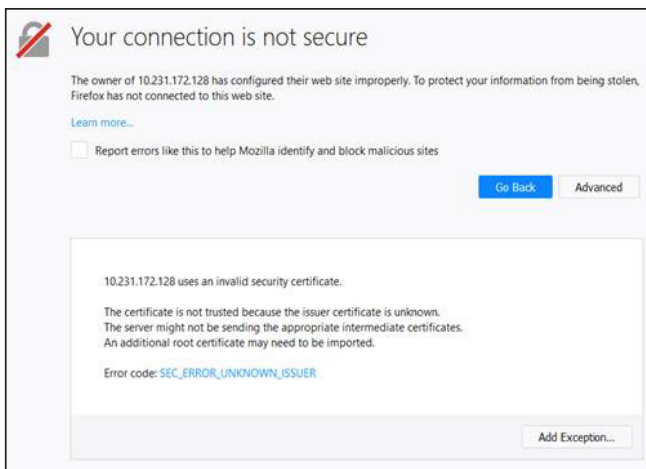 Your connection is not secure
The owner of 10.231.172.128 has configured their web site improperly. To protect your information from being stolen,
Firefox has not connected to this web site.
Learn more...
Report errors like this to help Mozilla identify and block malicious sites
Go Back Advanced
10.231.172.128 uses an invalid security certificate.
The certificate is not trusted because the issuer certificate is unknown.
The server might not be sending the appropriate intermediate certificates.
An additional root certificate may need to be imported.
Error code: SEC_ERROR_UNKNOWN_ISSUER
Add Exception...